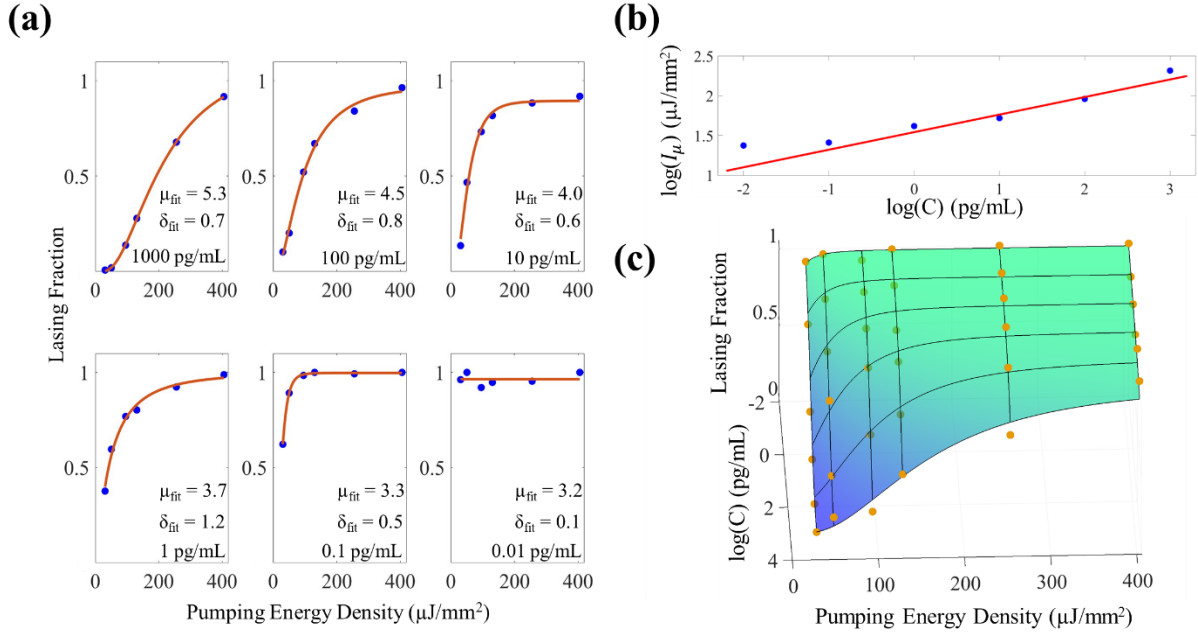 (a)
Lasing Fraction
1
0.5
0 200 400
μfit = 5.3
δfit = 0.7
1000 pg/mL
0 200 400
μfit = 4.5
δfit = 0.8
100 pg/mL
0 200 400
μfit = 4.0
δfit = 0.6
10 pg/mL
1
0.5
0 200 400
μfit = 3.7
δfit = 1.2
1 pg/mL
1
0.5
0 200 400
μfit = 3.3
δfit = 0.5
0.1 pg/mL
1
0.5
0 200 400
μfit = 3.2
δfit = 0.1
0.01 pg/mL
1
0.5
1
0.5
Pumping Energy Density (μJ/mm²)
(b)
log(Iμ) (μJ/mm²)
2.5
2
1.5
1
-2 -1 0 1 2 3
log(C) (pg/mL)
(c)
Lasing Fraction
1
0.5
0
-2
0
2
4
log(C) (pg/mL)
0 100 200 300 400
Pumping Energy Density (μJ/mm²)